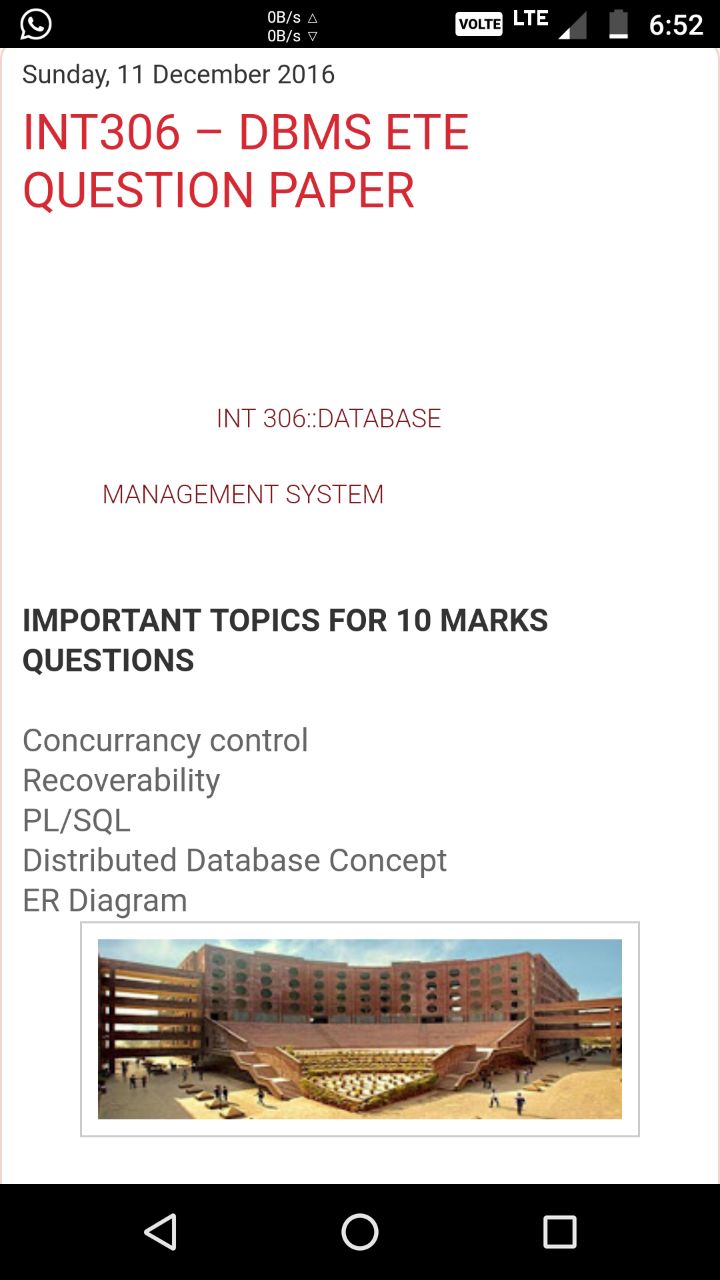 0B/s △
0B/s ▽
VOLTE LTE 6:52
Sunday, 11 December 2016
INT306 – DBMS ETE
QUESTION PAPER
INT 306::DATABASE
MANAGEMENT SYSTEM
IMPORTANT TOPICS FOR 10 MARKS
QUESTIONS
Concurrancy control
Recoverability
PL/SQL
Distributed Database Concept
ER Diagram